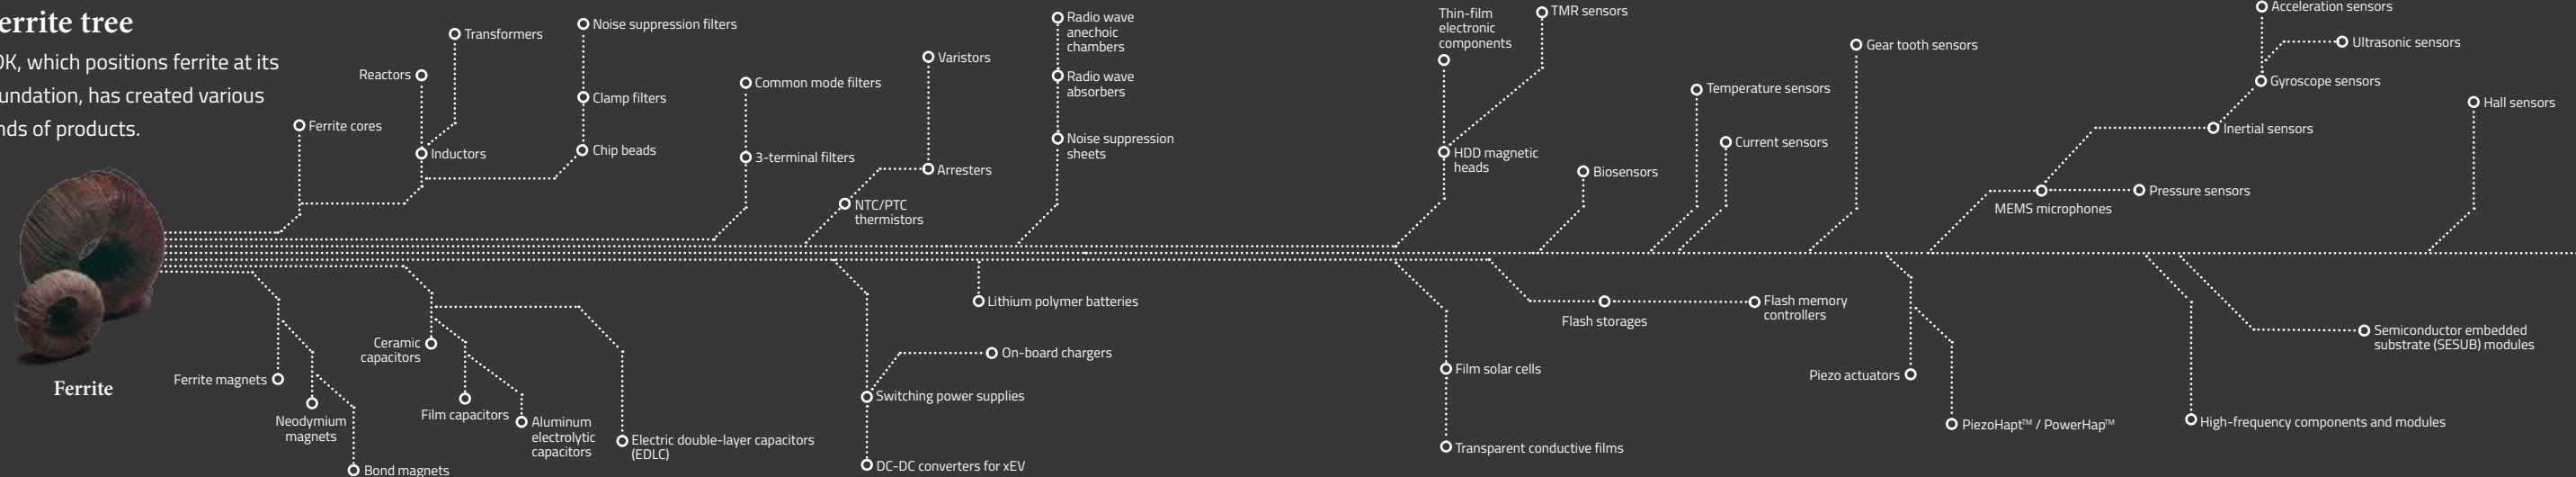 errite tree
DK, which positions ferrite at its
undation, has created various
nds of products.
Ferrite
Ferrite cores
Reactors
Transformers
Inductors
Noise suppression filters
Clamp filters
Chip beads
Common mode filters
3-terminal filters
Varistors
Arresters
NTC/PTC
thermistors
Radio wave
anechoic
chambers
Radio wave
absorbers
Noise suppression
sheets
Thin-film
electronic
components
TMR sensors
HDD magnetic
heads
Biosensors
Temperature sensors
Current sensors
Gear tooth sensors
MEMS microphones
Pressure sensors
Inertial sensors
Gyroscope sensors
Ultrasonic sensors
Acceleration sensors
Hall sensors
Ferrite magnets
Neodymium
magnets
Bond magnets
Ceramic
capacitors
Film capacitors
Aluminum
electrolytic
capacitors
Electric double-layer capacitors
(EDLC)
Lithium polymer batteries
On-board chargers
Switching power supplies
DC-DC converters for xEV
Flash storages
Flash memory
controllers
Film solar cells
Transparent conductive films
Piezo actuators
PiezoHapt™ / PowerHap™
Semiconductor embedded
substrate (SESUB) modules
High-frequency components and modules